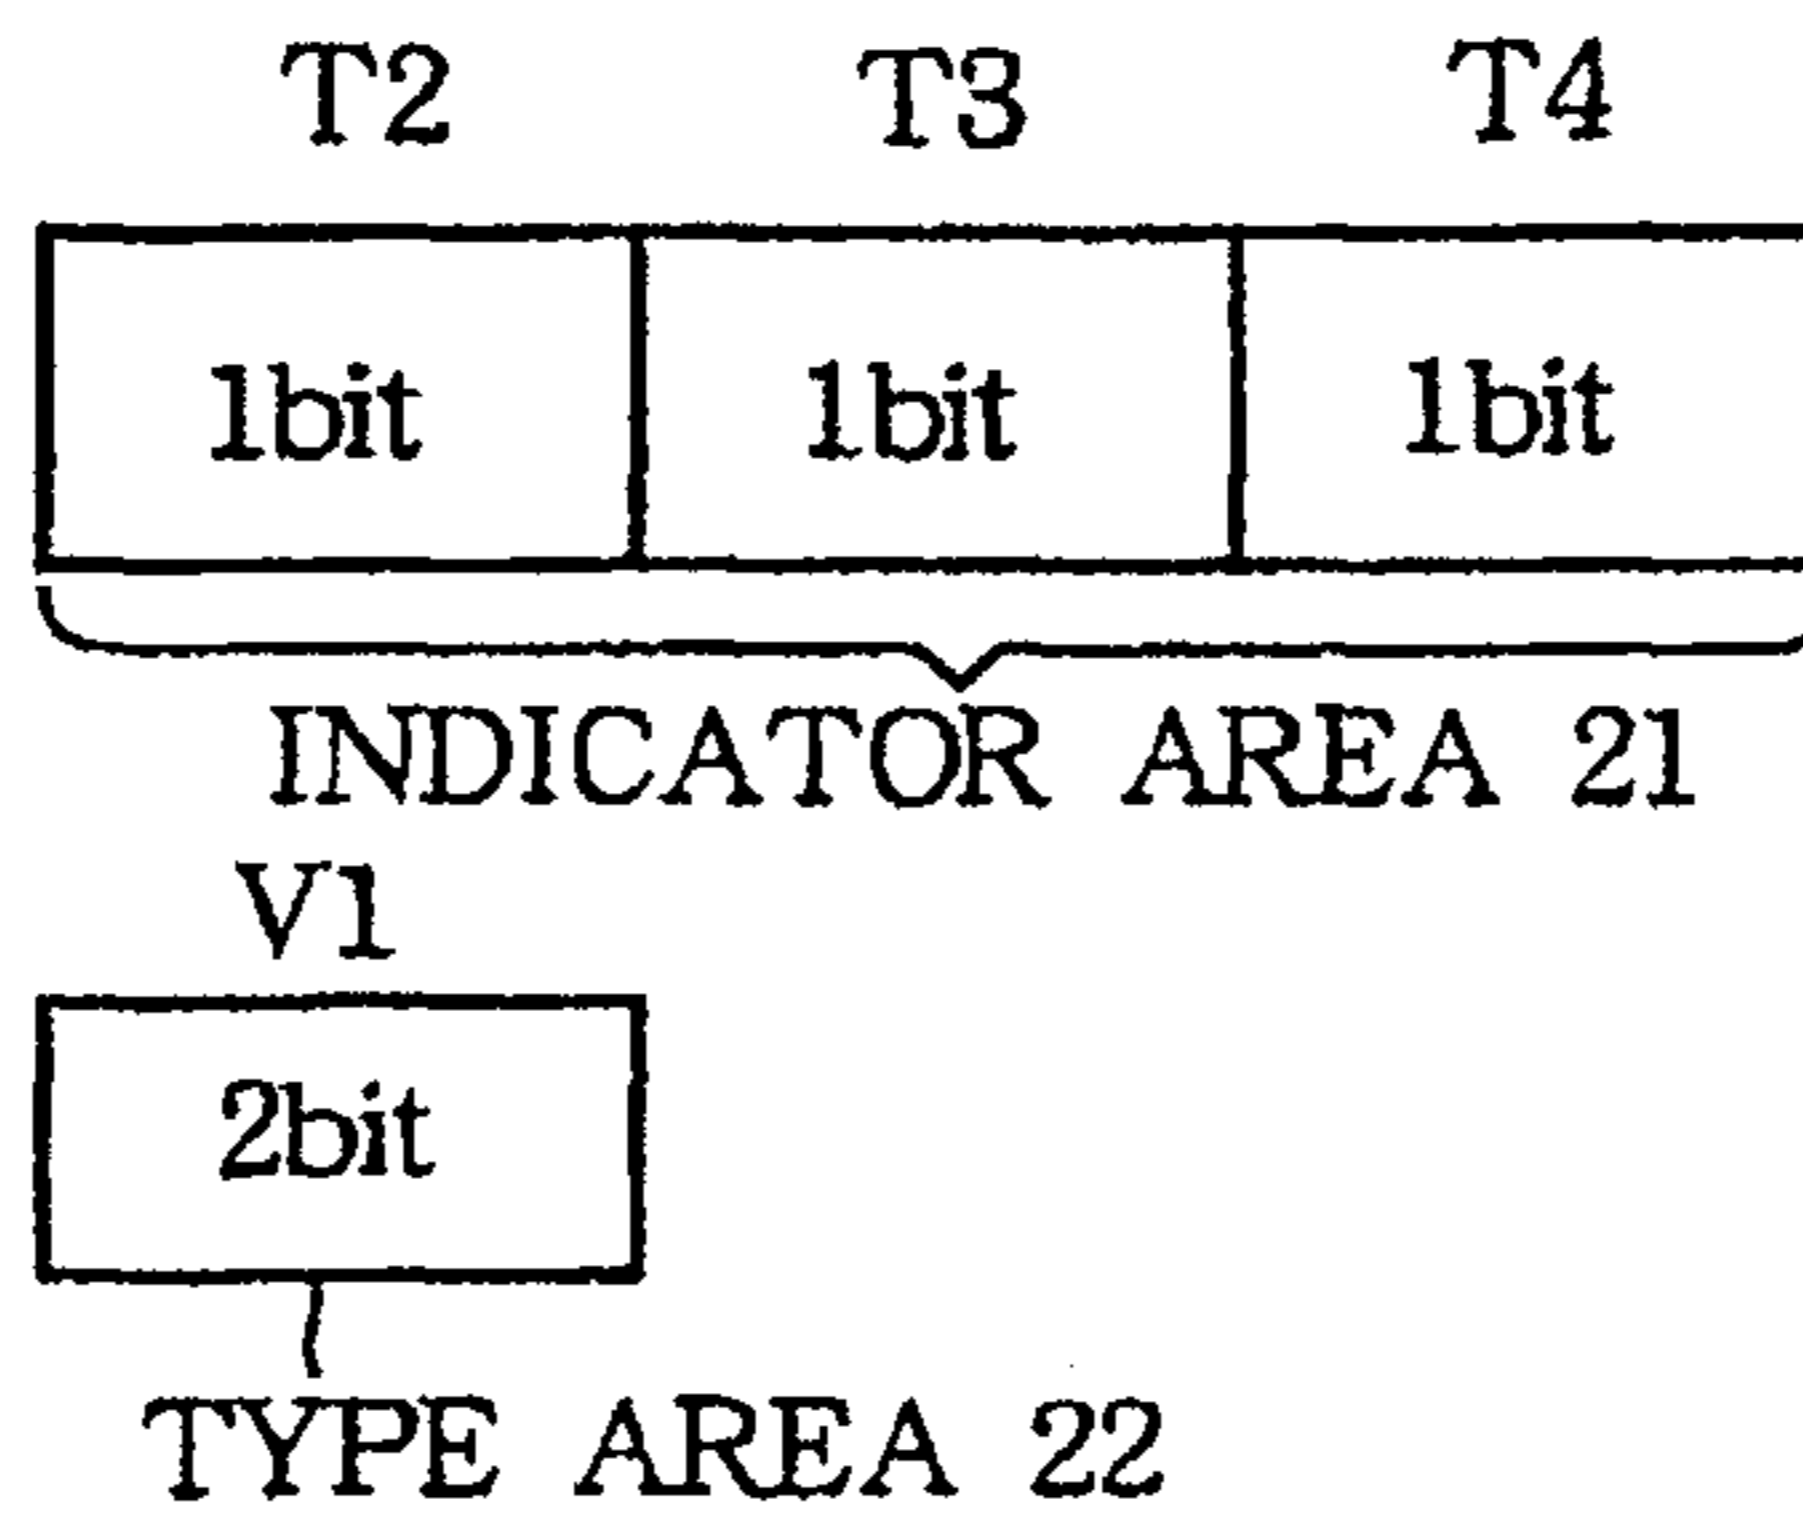 T2 T3 T4
1bit 1bit 1bit
INDICATOR AREA 21
V1
2bit
TYPE AREA 22